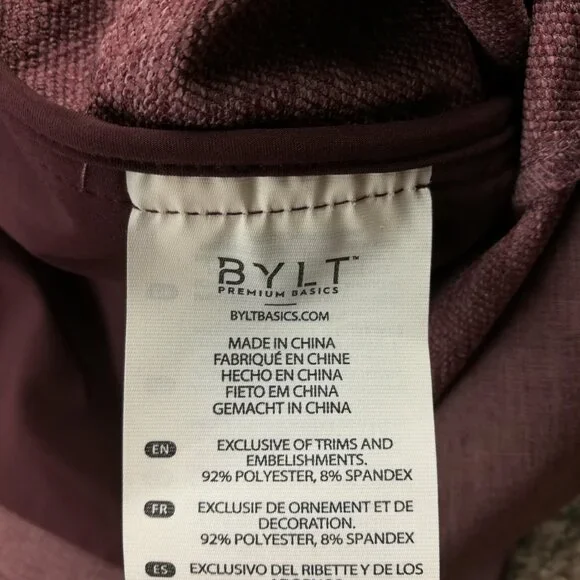 BYLT™
PREMIUM BASICS
BYLTBASICS.COM
MADE IN CHINA
FABRIQUÉ EN CHINE
HECHO EN CHINA
FIETO EM CHINA
GEMACHT IN CHINA
EN EXCLUSIVE OF TRIMS AND
EMBELISHMENTS.
92% POLYESTER, 8% SPANDEX
FR EXCLUSIF DE ORNEMENT ET DE
DECORATION.
92% POLYESTER, 8% SPANDEX
ES EXCLUSIVO DEL RIBETTE Y DE LOS